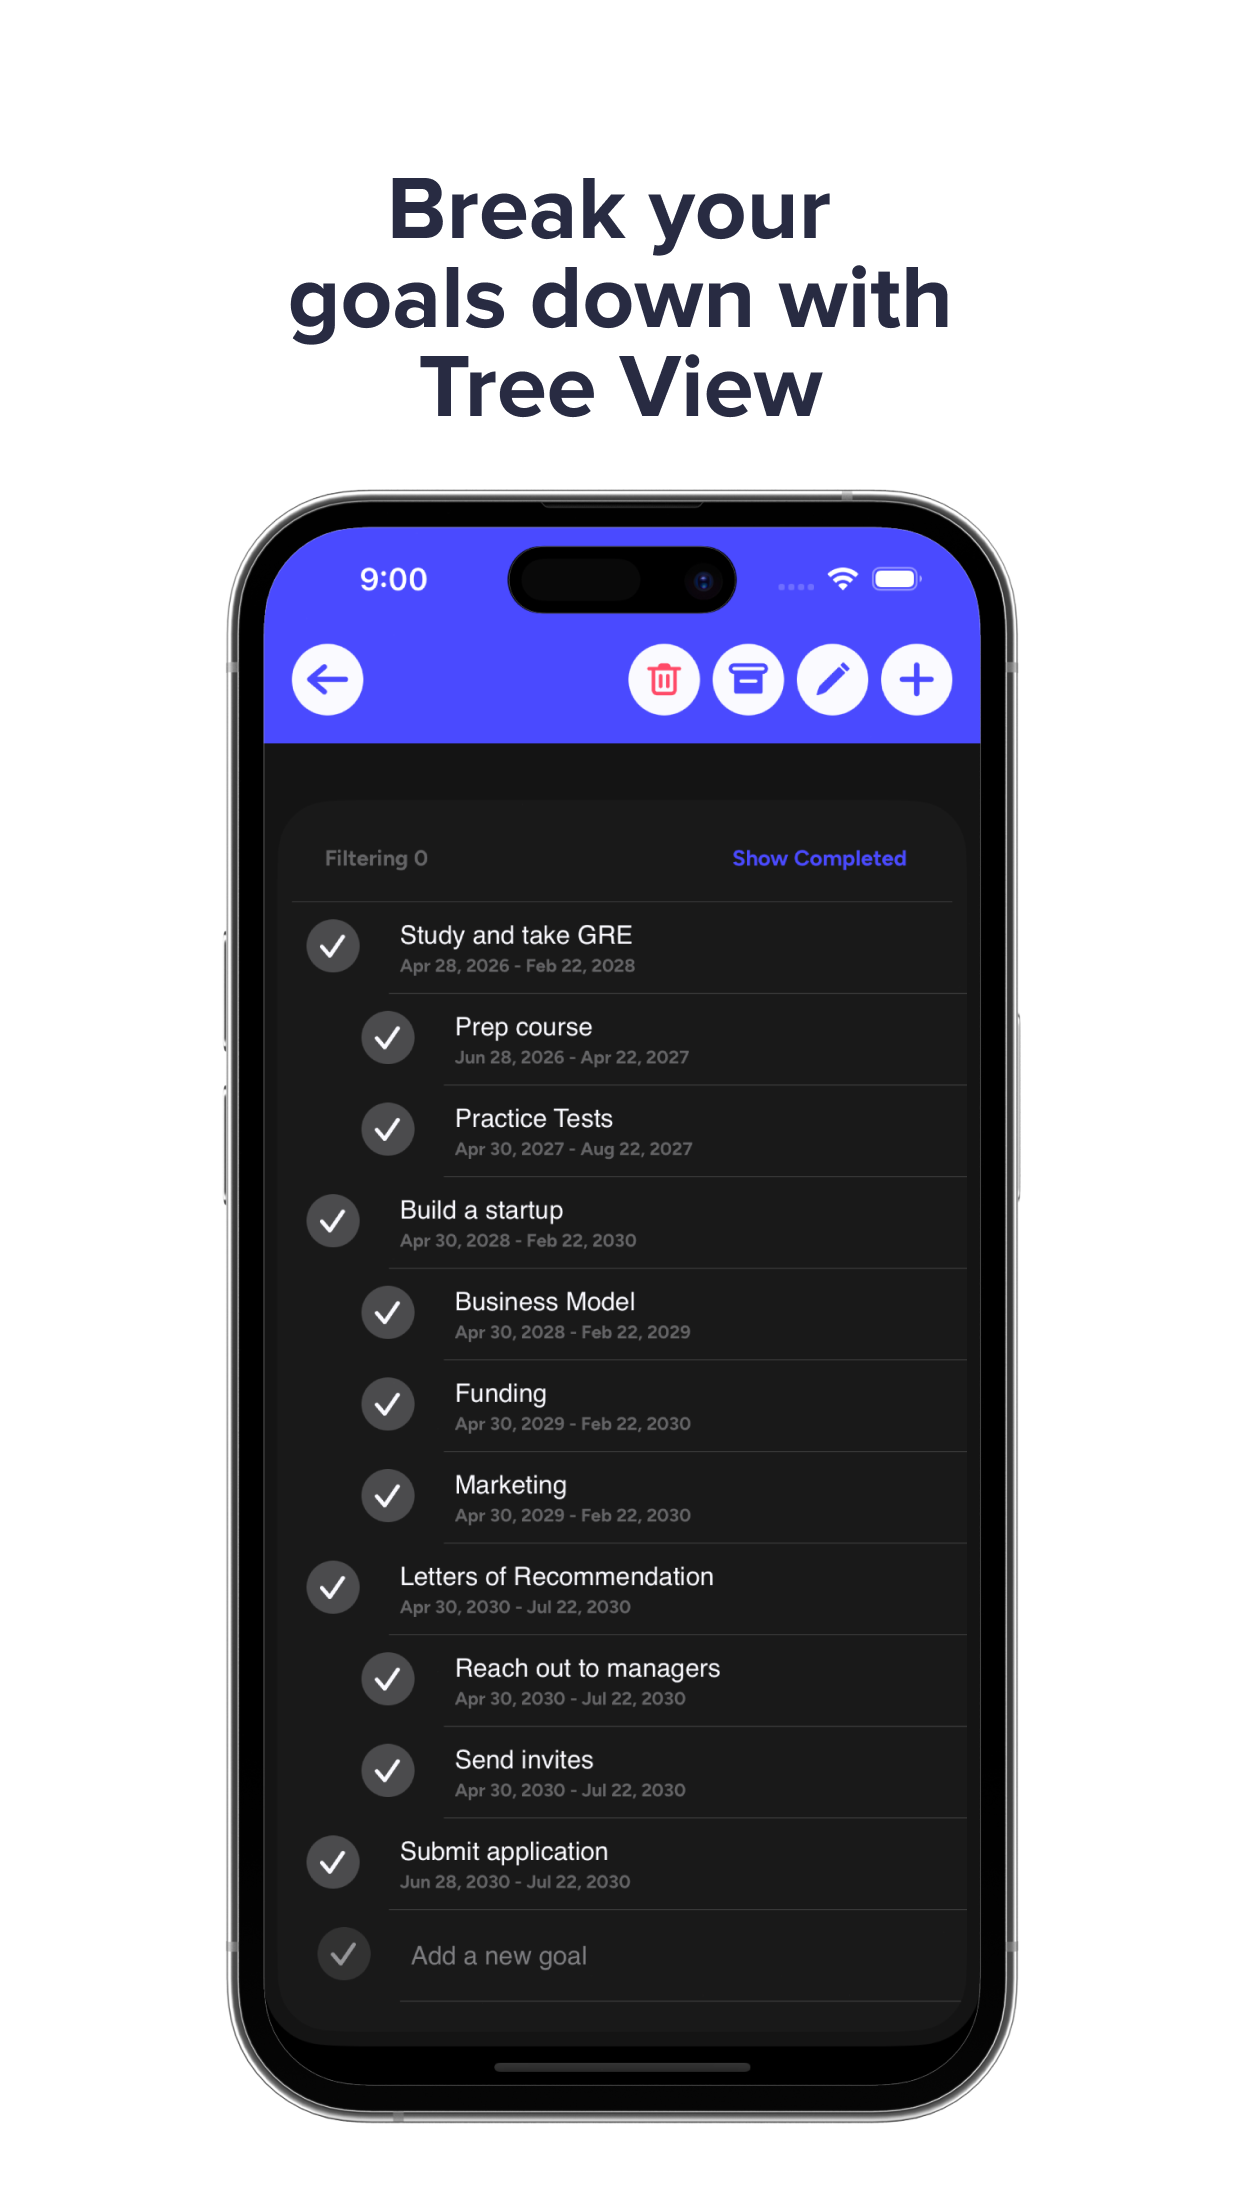 Break your
goals down with
Tree View
9:00
Filtering 0
Show Completed
Study and take GRE
Apr 28, 2026 - Feb 22, 2028
Prep course
Jun 28, 2026 - Apr 22, 2027
Practice Tests
Apr 30, 2027 - Aug 22, 2027
Build a startup
Apr 30, 2028 - Feb 22, 2030
Business Model
Apr 30, 2028 - Feb 22, 2029
Funding
Apr 30, 2029 - Feb 22, 2030
Marketing
Apr 30, 2029 - Feb 22, 2030
Letters of Recommendation
Apr 30, 2030 - Jul 22, 2030
Reach out to managers
Apr 30, 2030 - Jul 22, 2030
Send invites
Apr 30, 2030 - Jul 22, 2030
Submit application
Jun 28, 2030 - Jul 22, 2030
Add a new goal